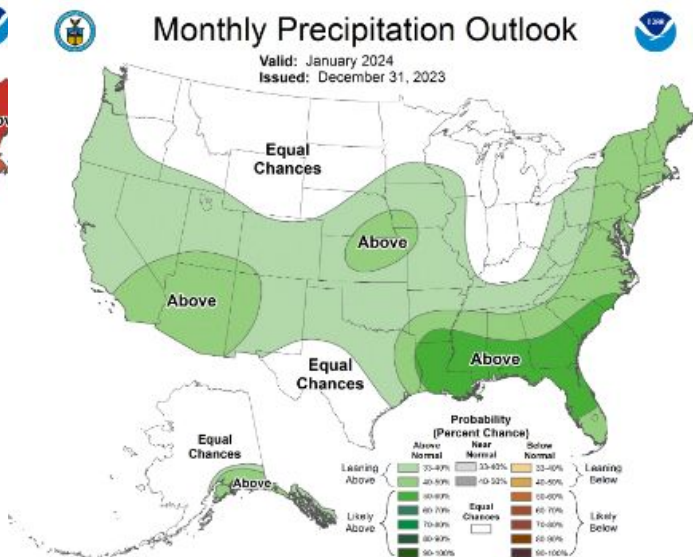 Monthly Precipitation Outlook
Valid: January 2024
Issued: December 31, 2023
Equal
Chances
Above
Above
Above
Equal
Chances
Equal
Chances
Above
Probability
(Percent Chance)
Above Normal
Near Normal
Below Normal
Leaning Above
33-40%
33-40%
33-40%
Leaning Below
40-50%
40-50%
40-50%
Likely Above
50-60%
50-60%
Likely Below
60-70%
Equal Chances
60-70%
70-80%
70-80%
80-90%
80-90%
90-100%
90-100%